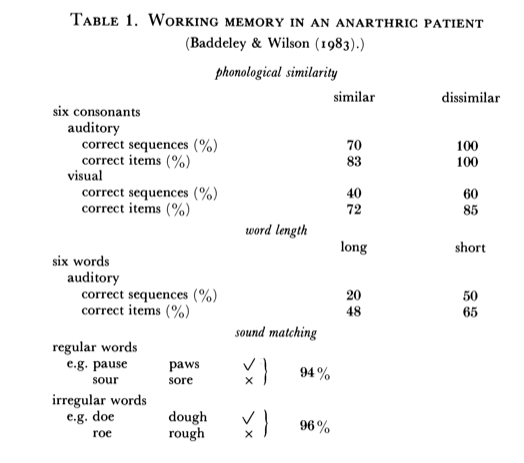 TABLE 1. WORKING MEMORY IN AN ANARTHRIC PATIENT
(Baddeley & Wilson (1983).)
phonological similarity
similar dissimilar
six consonants
auditory
correct sequences (%) 70 100
correct items (%) 83 100
visual
correct sequences (%) 40 60
correct items (%) 72 85
word length
long short
six words
auditory
correct sequences (%) 20 50
correct items (%) 48 65
sound matching
regular words
e.g. pause paws ✓ } 94%
sour sore ×
irregular words
e.g. doe dough ✓ } 96%
roe rough ×